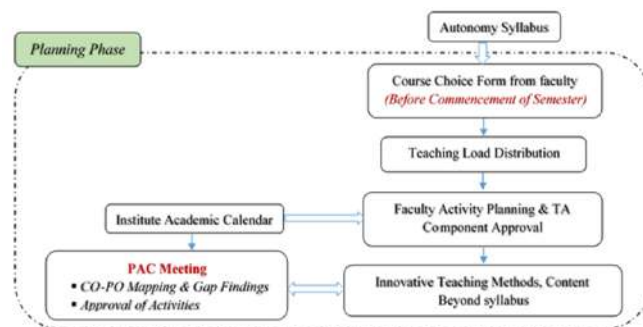 Autonomy Syllabus
Planning Phase
Course Choice Form from faculty
(Before Commencement of Semester)
Teaching Load Distribution
Institute Academic Calendar
Faculty Activity Planning & TA
Component Approval
PAC Meeting
▪ CO-PO Mapping & Gap Findings
▪ Approval of Activities
Innovative Teaching Methods, Content
Beyond syllabus